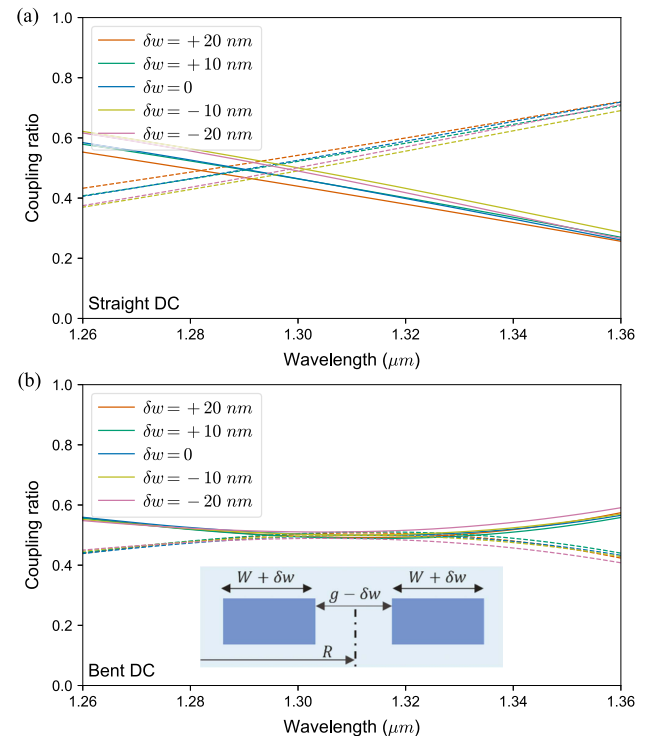 (a)
1.0
0.8
0.6
0.4
0.2
0.0
Coupling ratio
δw = + 20 nm
δw = + 10 nm
δw = 0
δw = − 10 nm
δw = − 20 nm
Straight DC
1.26 1.28 1.30 1.32 1.34 1.36
Wavelength (μm)
(b)
1.0
0.8
0.6
0.4
0.2
0.0
Coupling ratio
δw = + 20 nm
δw = + 10 nm
δw = 0
δw = − 10 nm
δw = − 20 nm
W + δw
W + δw
g − δw
R
Bent DC
1.26 1.28 1.30 1.32 1.34 1.36
Wavelength (μm)